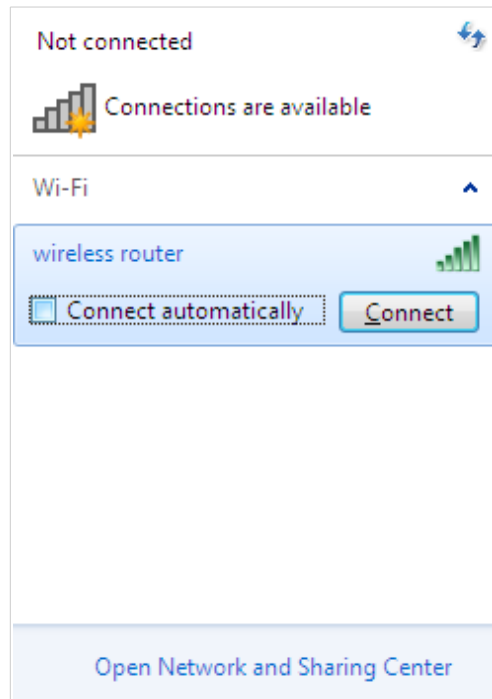 Not connected
Connections are available
Wi-Fi
wireless router
Connect automatically
Connect
Open Network and Sharing Center